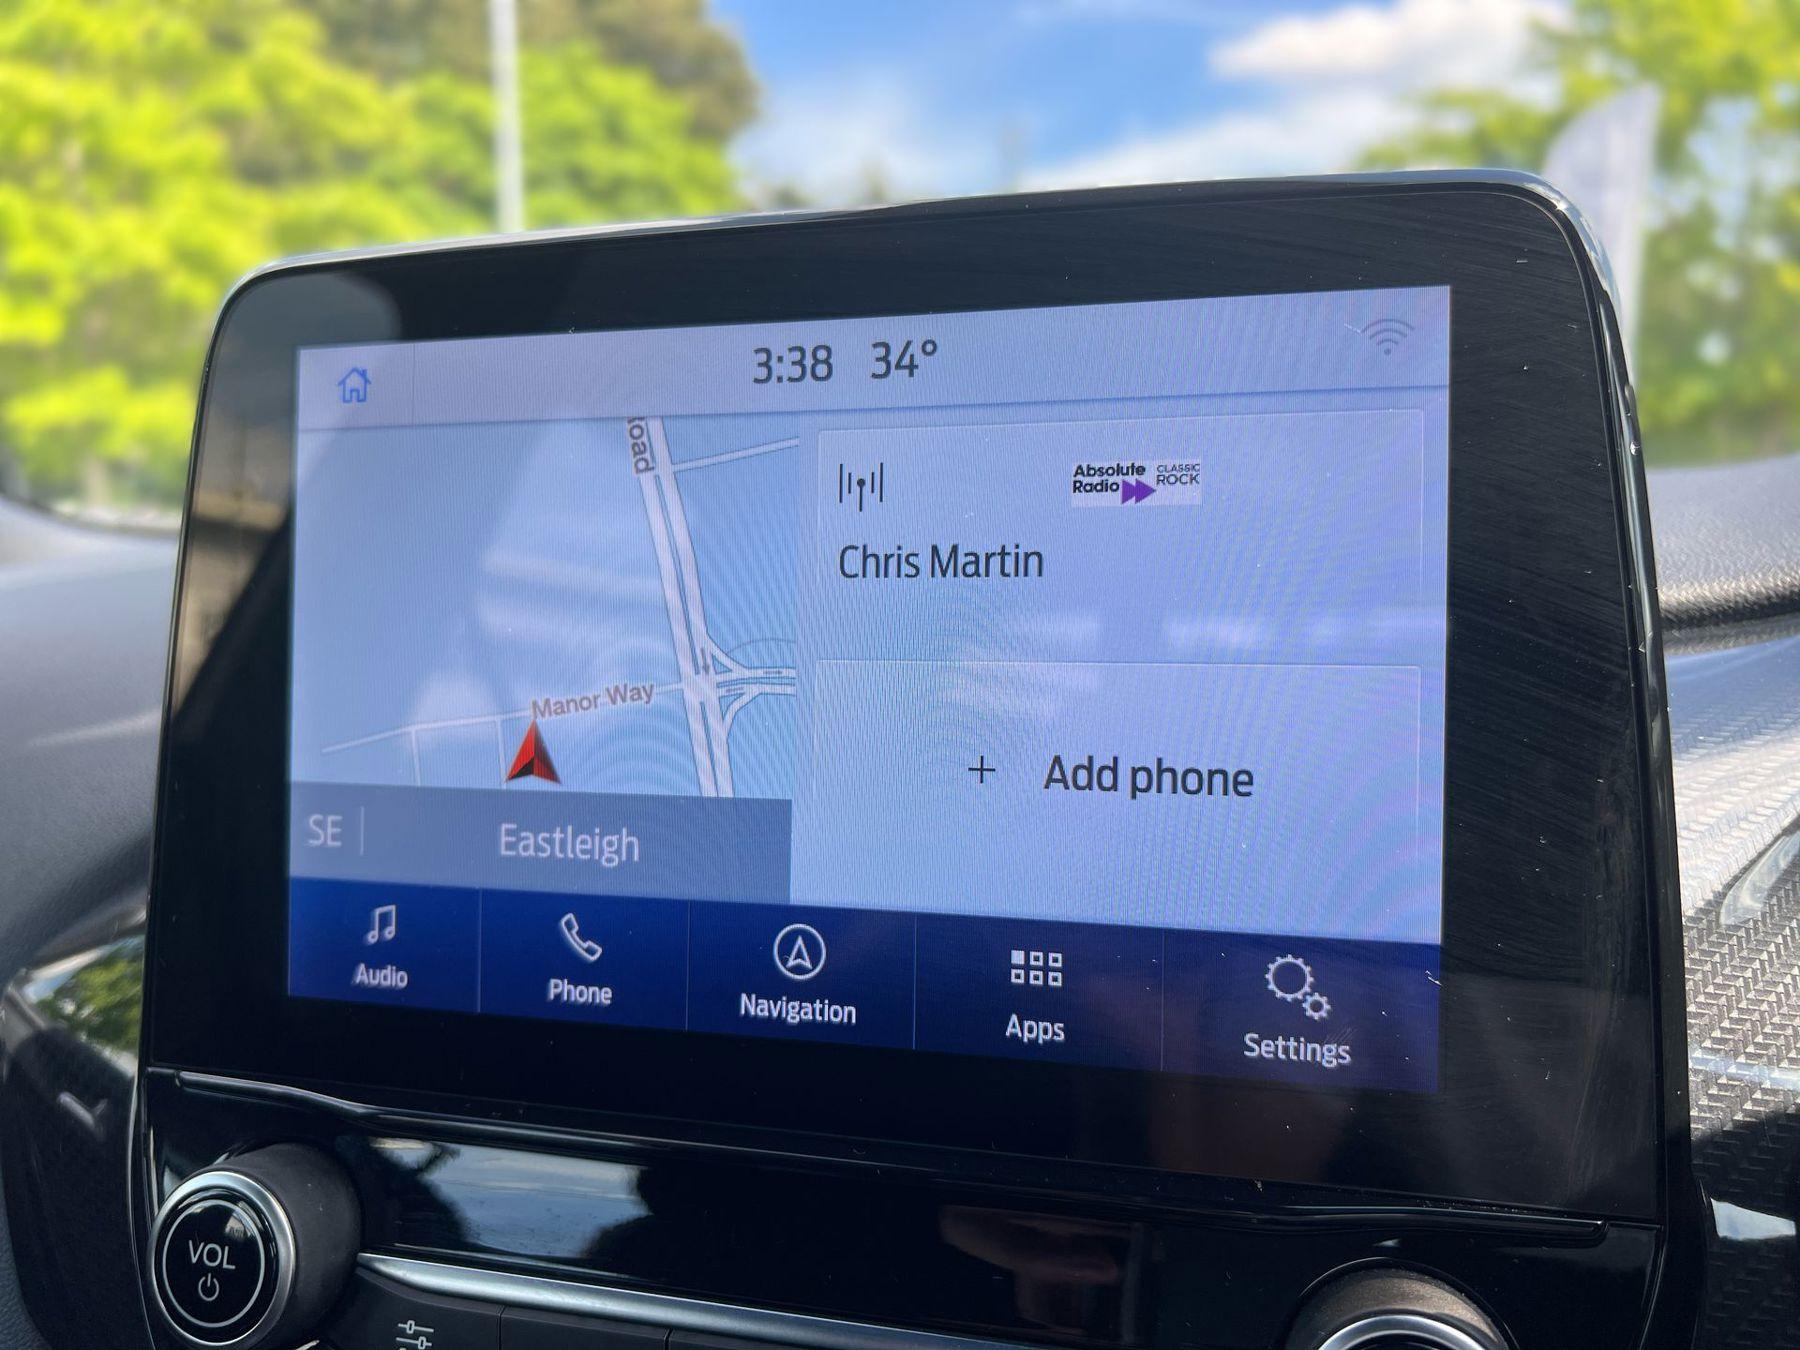 3:38 34°
oad
Absolute Radio
CLASSIC ROCK
Chris Martin
Manor Way
+ Add phone
SE
Eastleigh
Audio
Phone
Navigation
Apps
Settings
VOL